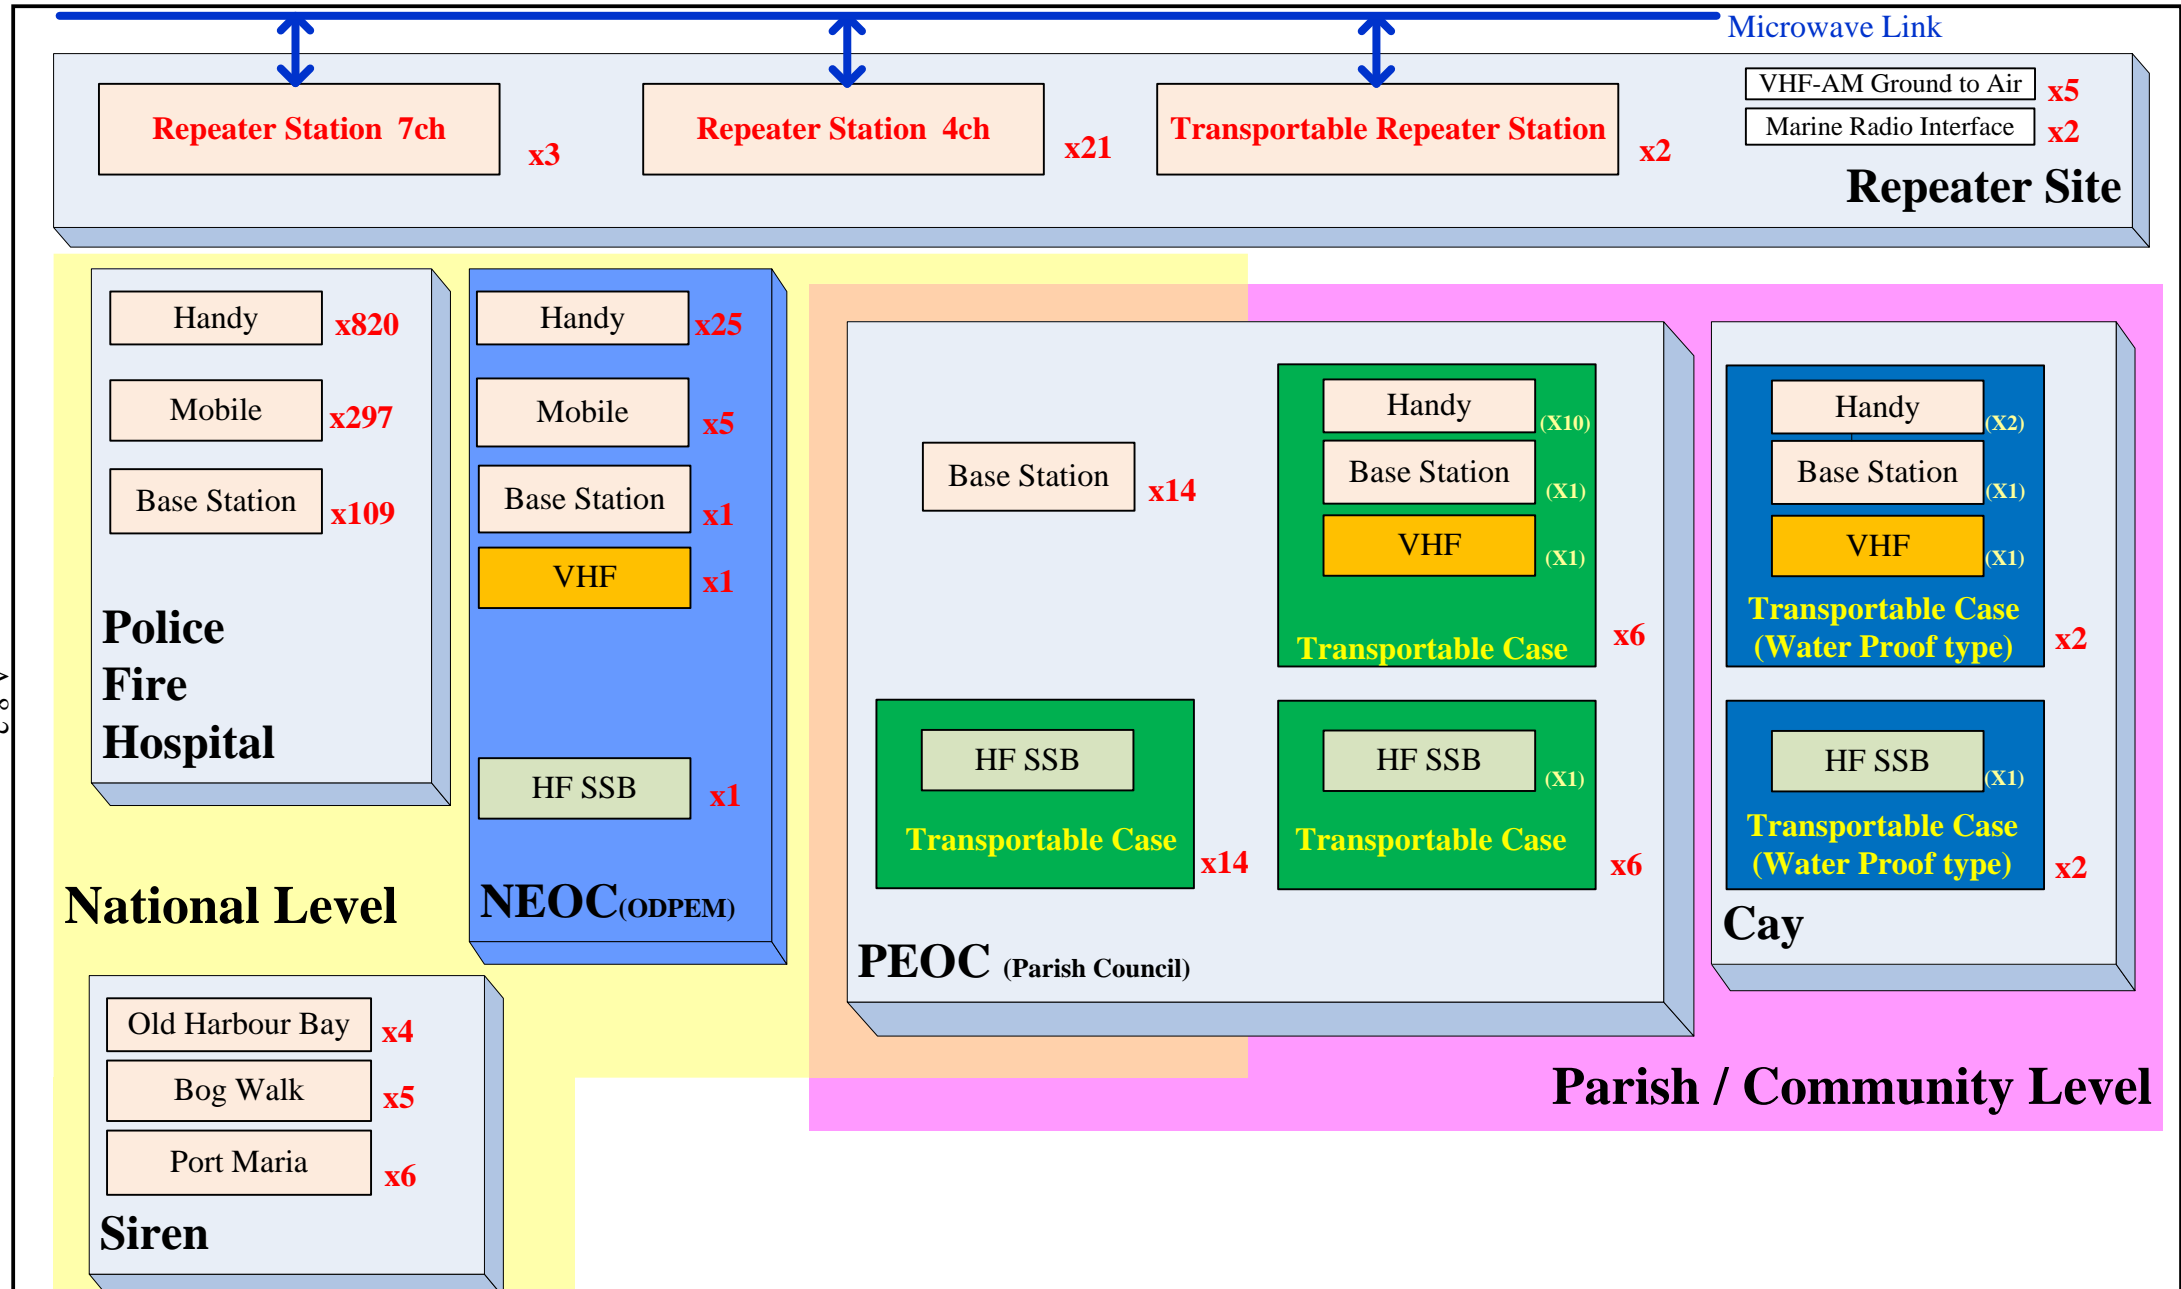 Microwave Link
Repeater Station 7ch
x3
Repeater Station 4ch
x21
Transportable Repeater Station
x2
VHF-AM Ground to Air
x5
Marine Radio Interface
x2
Repeater Site
Handy
x820
Mobile
x297
Base Station
x109
Police
Fire
Hospital
Handy
x25
Mobile
x5
Base Station
x1
VHF
x1
HF SSB
x1
NEOC(ODPEM)
National Level
Base Station
x14
Handy
(X10)
Base Station
(X1)
VHF
(X1)
Transportable Case
x6
HF SSB
Transportable Case
x14
HF SSB
(X1)
Transportable Case
x6
PEOC (Parish Council)
Handy
(X2)
Base Station
(X1)
VHF
(X1)
Transportable Case
(Water Proof type)
x2
HF SSB
(X1)
Transportable Case
(Water Proof type)
x2
Cay
Parish / Community Level
Old Harbour Bay
x4
Bog Walk
x5
Port Maria
x6
Siren